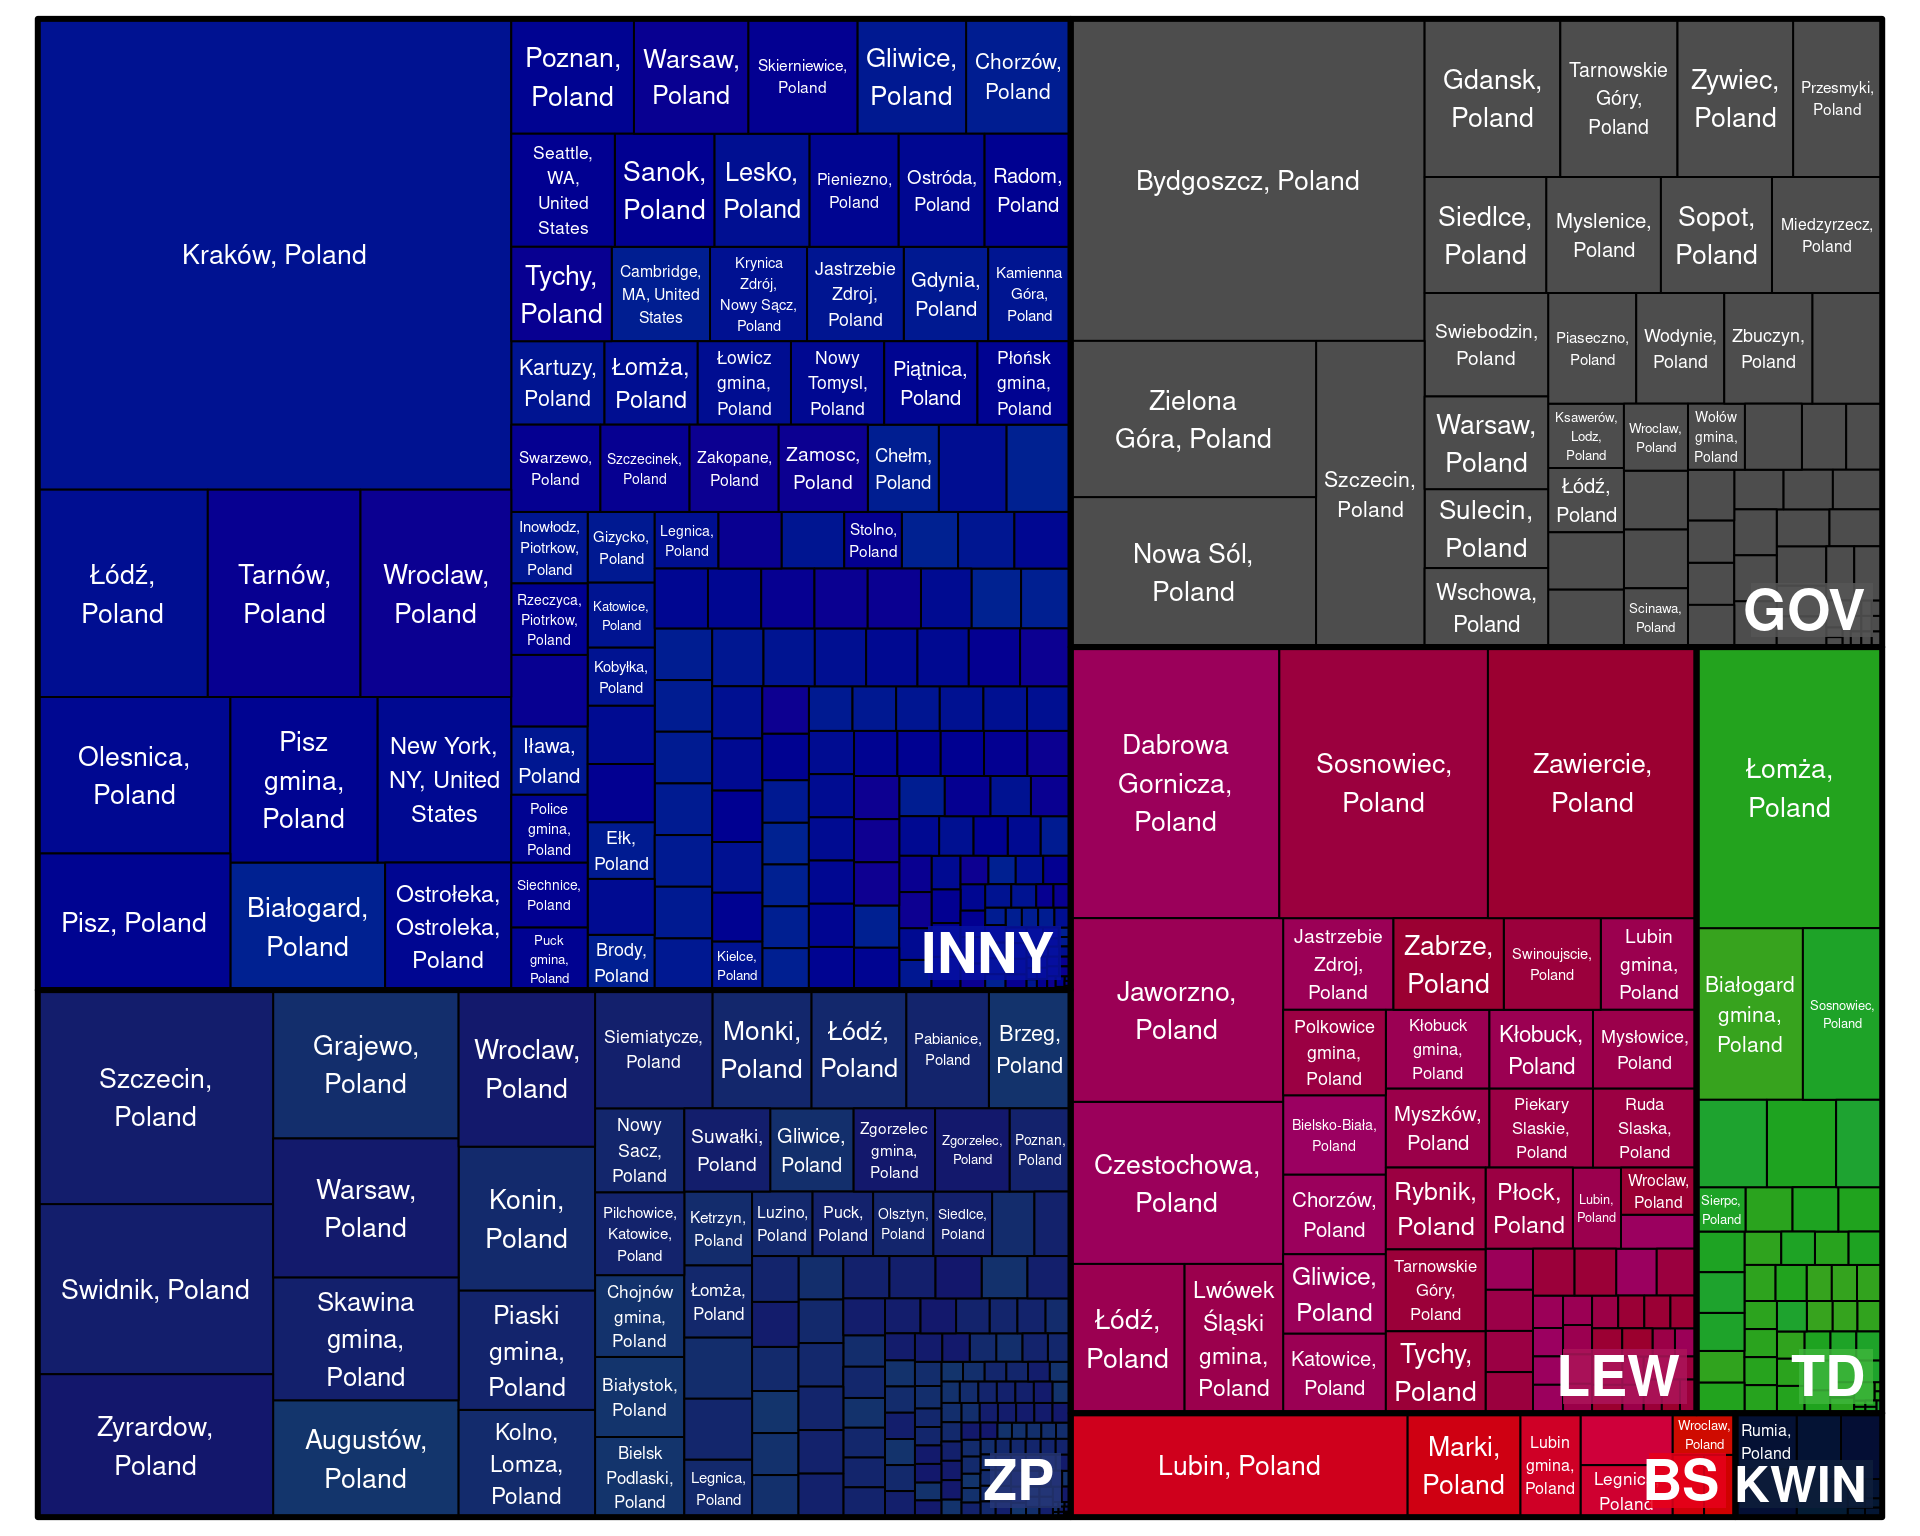 Kraków, Poland
Łódź,
Poland
Tarnów,
Poland
Wroclaw,
Poland
Olesnica,
Poland
Pisz
gmina,
Poland
New York,
NY, United
States
Pisz, Poland
Białogard,
Poland
Ostrołeka,
Ostroleka,
Poland
Poznan,
Poland
Warsaw,
Poland
Skierniewice,
Poland
Gliwice,
Poland
Chorzów,
Poland
Seattle,
WA,
United
States
Sanok,
Poland
Lesko,
Poland
Pieniezno,
Poland
Ostróda,
Poland
Radom,
Poland
Tychy,
Poland
Cambridge,
MA, United
States
Krynica
Zdrój,
Nowy Sącz,
Poland
Jastrzebie
Zdroj,
Poland
Gdynia,
Poland
Kamienna
Góra,
Poland
Kartuzy,
Poland
Łomża,
Poland
Łowicz
gmina,
Poland
Nowy
Tomysl,
Poland
Piątnica,
Poland
Płońsk
gmina,
Poland
Swarzewo,
Poland
Szczecinek,
Poland
Zakopane,
Poland
Zamosc,
Poland
Chełm,
Poland
Inowłodz,
Piotrkow,
Poland
Gizycko,
Poland
Legnica,
Poland
Stolno,
Poland
Rzeczyca,
Piotrkow,
Poland
Katowice,
Poland
Kobyłka,
Poland
Iława,
Poland
Police
gmina,
Poland
Ełk,
Poland
Siechnice,
Poland
Puck
gmina,
Poland
Brody,
Poland
Kielce,
Poland
INNY
Bydgoszcz, Poland
Zielona
Góra, Poland
Nowa Sól,
Poland
Szczecin,
Poland
Gdansk,
Poland
Tarnowskie
Góry,
Poland
Zywiec,
Poland
Przesmyki,
Poland
Siedlce,
Poland
Myslenice,
Poland
Sopot,
Poland
Miedzyrzecz,
Poland
Swiebodzin,
Poland
Piaseczno,
Poland
Wodynie,
Poland
Zbuczyn,
Poland
Warsaw,
Poland
Ksawerów,
Lodz,
Poland
Wroclaw,
Poland
Wołów
gmina,
Poland
Sulecin,
Poland
Łódź,
Poland
Wschowa,
Poland
Scinawa,
Poland
GOV
Dabrowa
Gornicza,
Poland
Sosnowiec,
Poland
Zawiercie,
Poland
Jaworzno,
Poland
Czestochowa,
Poland
Łódź,
Poland
Lwówek
Śląski
gmina,
Poland
Jastrzebie
Zdroj,
Poland
Zabrze,
Poland
Swinoujscie,
Poland
Lubin
gmina,
Poland
Polkowice
gmina,
Poland
Kłobuck
gmina,
Poland
Kłobuck,
Poland
Mysłowice,
Poland
Bielsko-Biała,
Poland
Myszków,
Poland
Piekary
Slaskie,
Poland
Ruda
Slaska,
Poland
Chorzów,
Poland
Rybnik,
Poland
Płock,
Poland
Lubin,
Poland
Wroclaw,
Poland
Gliwice,
Poland
Tarnowskie
Góry,
Poland
Katowice,
Poland
Tychy,
Poland
LEW
Łomża,
Poland
Białogard
gmina,
Poland
Sosnowiec,
Poland
Sierpc,
Poland
TD
Szczecin,
Poland
Swidnik, Poland
Zyrardow,
Poland
Grajewo,
Poland
Warsaw,
Poland
Skawina
gmina,
Poland
Augustów,
Poland
Wroclaw,
Poland
Konin,
Poland
Piaski
gmina,
Poland
Kolno,
Lomza,
Poland
Siemiatycze,
Poland
Monki,
Poland
Łódź,
Poland
Pabianice,
Poland
Brzeg,
Poland
Nowy
Sacz,
Poland
Suwałki,
Poland
Gliwice,
Poland
Zgorzelec
gmina,
Poland
Zgorzelec,
Poland
Poznan,
Poland
Pilchowice,
Katowice,
Poland
Ketrzyn,
Poland
Luzino,
Poland
Puck,
Poland
Olsztyn,
Poland
Siedlce,
Poland
Chojnów
gmina,
Poland
Łomża,
Poland
Białystok,
Poland
Bielsk
Podlaski,
Poland
Legnica,
Poland
ZP
Lubin, Poland
Marki,
Poland
Lubin
gmina,
Poland
Legnica,
Poland
Wroclaw,
Poland
BS
Rumia,
Poland
KWIN